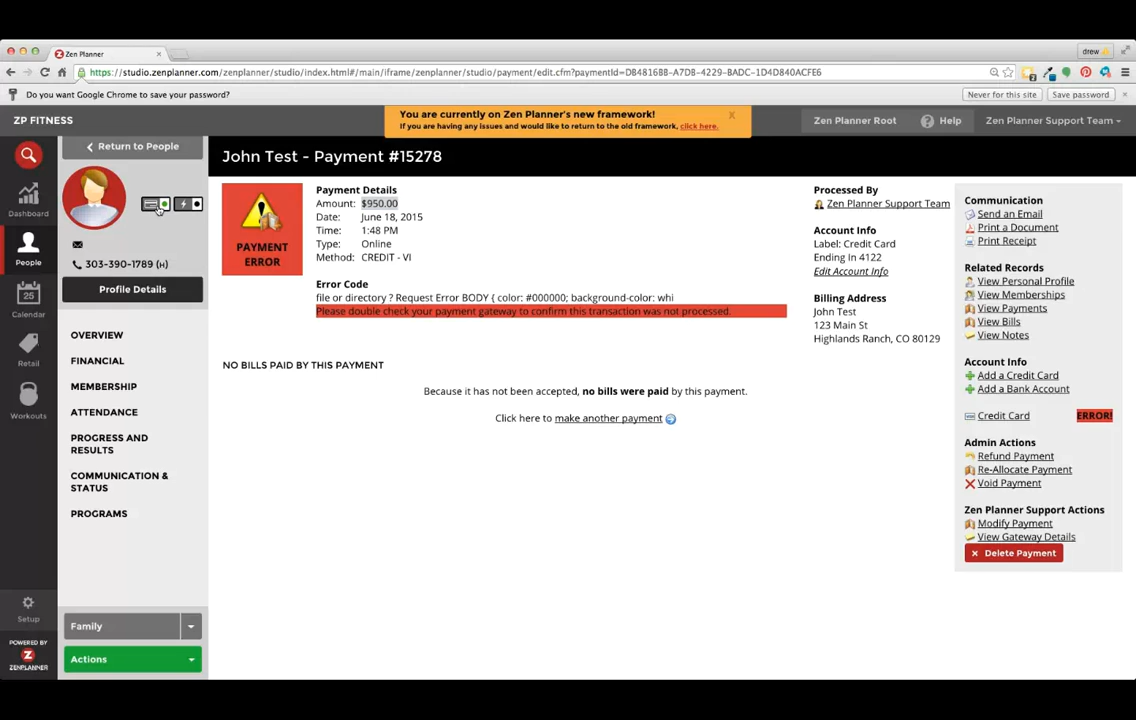 Zen Planner
drew
https://studio.zenplanner.com/zenplanner/studio/index.html#/main/iframe/zenplanner/studio/payment/edit.cfm?paymentId=DB4816B8-A7DB-4229-BADC-1D4D840ACFE6
Do you want Google Chrome to save your password?
Never for this site
Save password
ZP FITNESS
You are currently on Zen Planner's new framework!
If you are having any issues and would like to return to the old framework, click here.
X
Zen Planner Root
Help
Zen Planner Support Team
Return to People
John Test - Payment #15278
Dashboard
People
25
Calendar
Retail
Workouts
Setup
POWERED BY
ZENPLANNER
303-390-1789 (H)
Profile Details
OVERVIEW
FINANCIAL
MEMBERSHIP
ATTENDANCE
PROGRESS AND
RESULTS
COMMUNICATION &
STATUS
PROGRAMS
Family
Actions
PAYMENT
ERROR
Payment Details
Amount: $950.00
Date: June 18, 2015
Time: 1:48 PM
Type: Online
Method: CREDIT - VI
Error Code
file or directory ? Request Error BODY { color: #000000; background-color: whi
Please double check your payment gateway to confirm this transaction was not processed.
NO BILLS PAID BY THIS PAYMENT
Because it has not been accepted, no bills were paid by this payment.
Click here to make another payment
Processed By
Zen Planner Support Team
Account Info
Label: Credit Card
Ending In 4122
Edit Account Info
Billing Address
John Test
123 Main St
Highlands Ranch, CO 80129
Communication
Send an Email
Print a Document
Print Receipt
Related Records
View Personal Profile
View Memberships
View Payments
View Bills
View Notes
Account Info
Add a Credit Card
Add a Bank Account
Credit Card ERROR!
Admin Actions
Refund Payment
Re-Allocate Payment
Void Payment
Zen Planner Support Actions
Modify Payment
View Gateway Details
Delete Payment